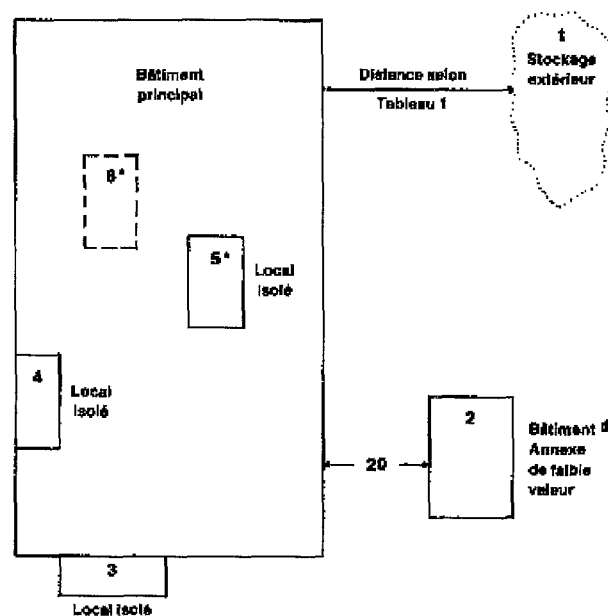 1
Stockage
extérieur
Bâtiment
principal
Distance selon
Tableau 1
6*
5*
Local
isolé
4
Local
isolé
2
Bâtiment d
Annexe
de faible
valeur
20
3
Local isolé